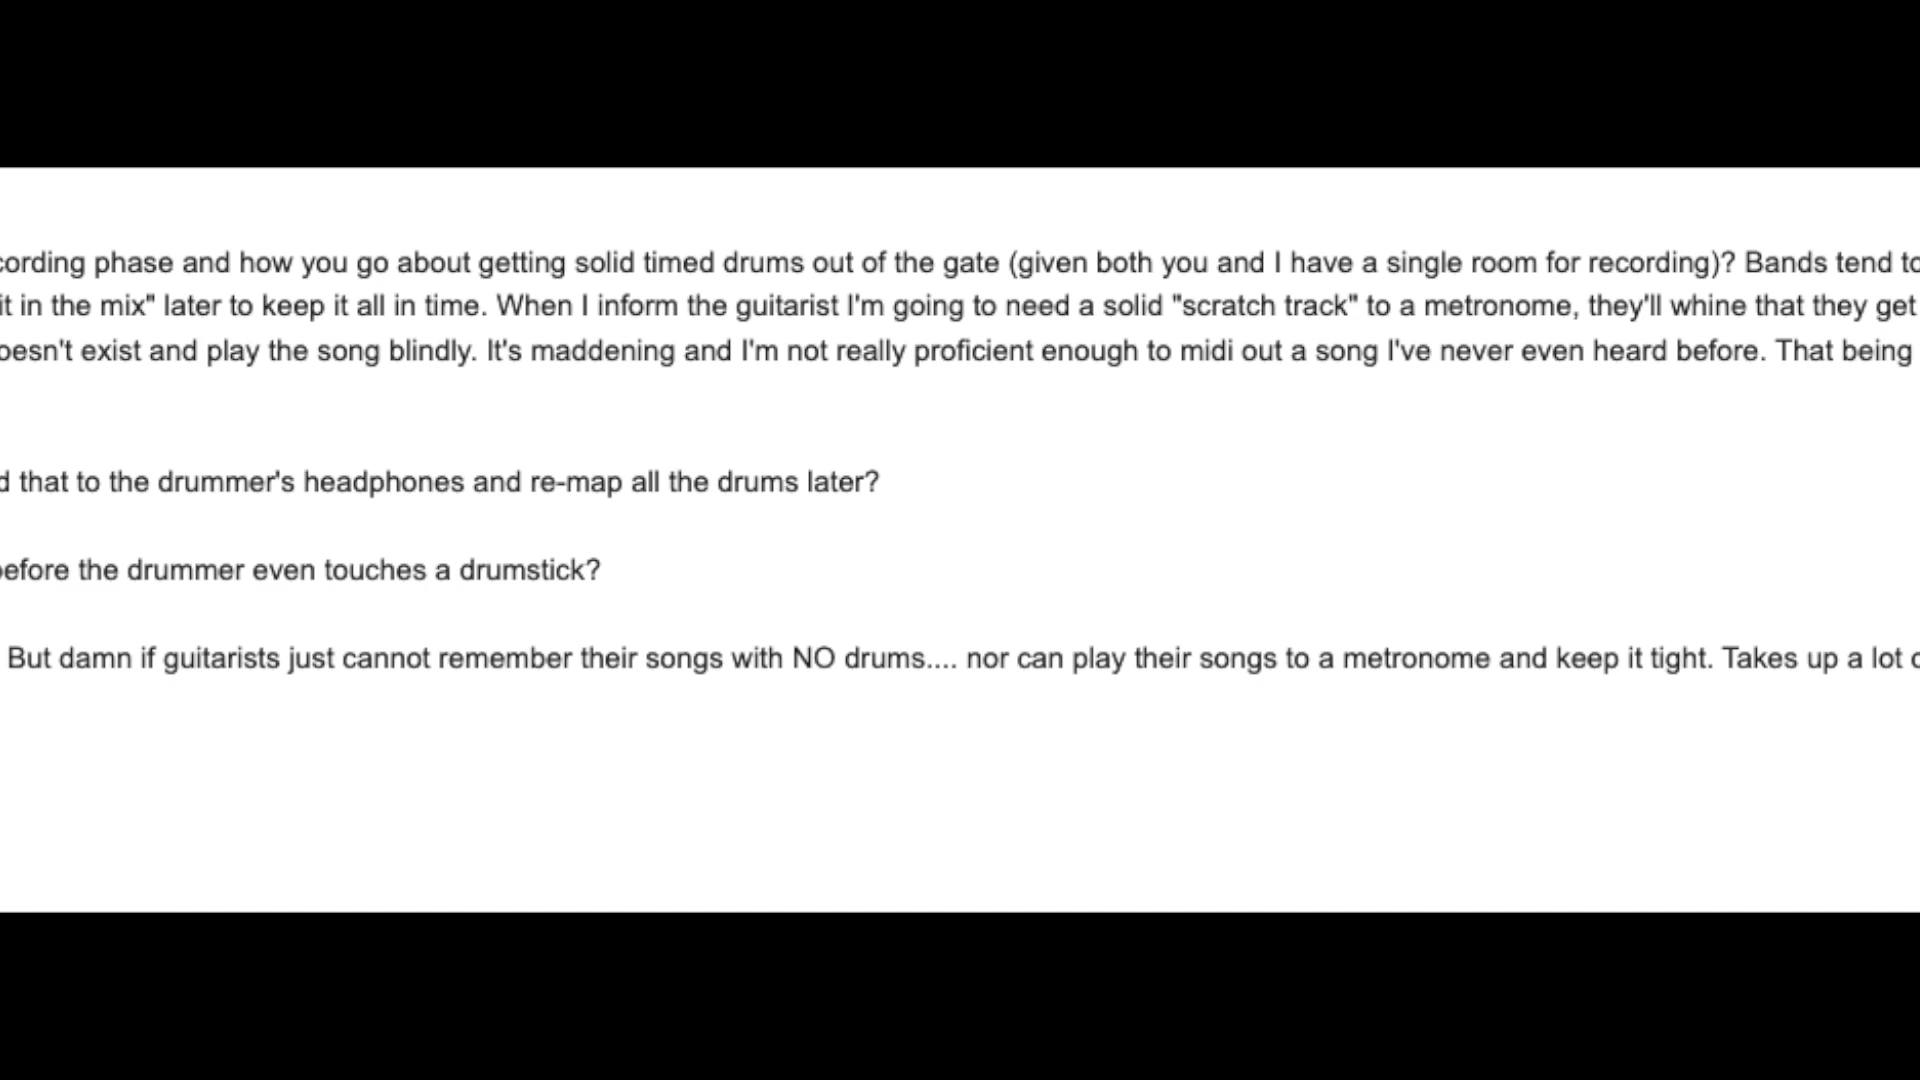 cording phase and how you go about getting solid timed drums out of the gate (given both you and I have a single room for recording)? Bands tend to
it in the mix" later to keep it all in time. When I inform the guitarist I'm going to need a solid "scratch track" to a metronome, they'll whine that they get
oesn't exist and play the song blindly. It's maddening and I'm not really proficient enough to midi out a song I've never even heard before. That being
d that to the drummer's headphones and re-map all the drums later?
efore the drummer even touches a drumstick?
But damn if guitarists just cannot remember their songs with NO drums.... nor can play their songs to a metronome and keep it tight. Takes up a lot